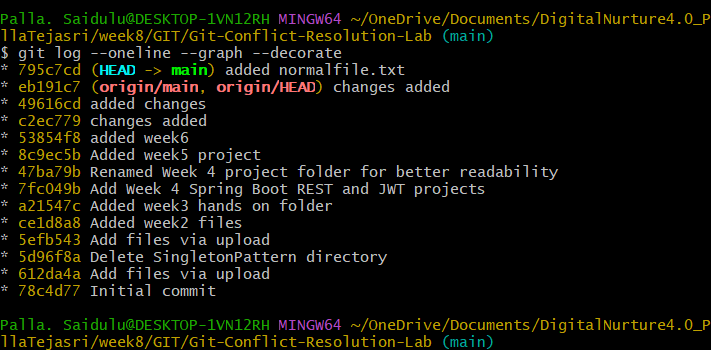 Palla. Saidulu@DESKTOP-1VN12RH MINGW64 ~/OneDrive/Documents/DigitalNurture4.0_P
llaTejasri/week8/GIT/Git-Conflict-Resolution-Lab (main)
$ git log --oneline --graph --decorate
* 795c7cd (HEAD -> main) added normalfile.txt
* eb191c7 (origin/main, origin/HEAD) changes added
* 49616cd added changes
* c2ec779 changes added
* 53854f8 added week6
* 8c9ec5b Added week5 project
* 47ba79b Renamed Week 4 project folder for better readability
* 7fc049b Add Week 4 Spring Boot REST and JWT projects
* a21547c Added week3 hands on folder
* ce1d8a8 Added week2 files
* 5efb543 Add files via upload
* 5d96f8a Delete SingletonPattern directory
* 612da4a Add files via upload
* 78c4d77 Initial commit
Palla. Saidulu@DESKTOP-1VN12RH MINGW64 ~/OneDrive/Documents/DigitalNurture4.0_P
llaTejasri/week8/GIT/Git-Conflict-Resolution-Lab (main)